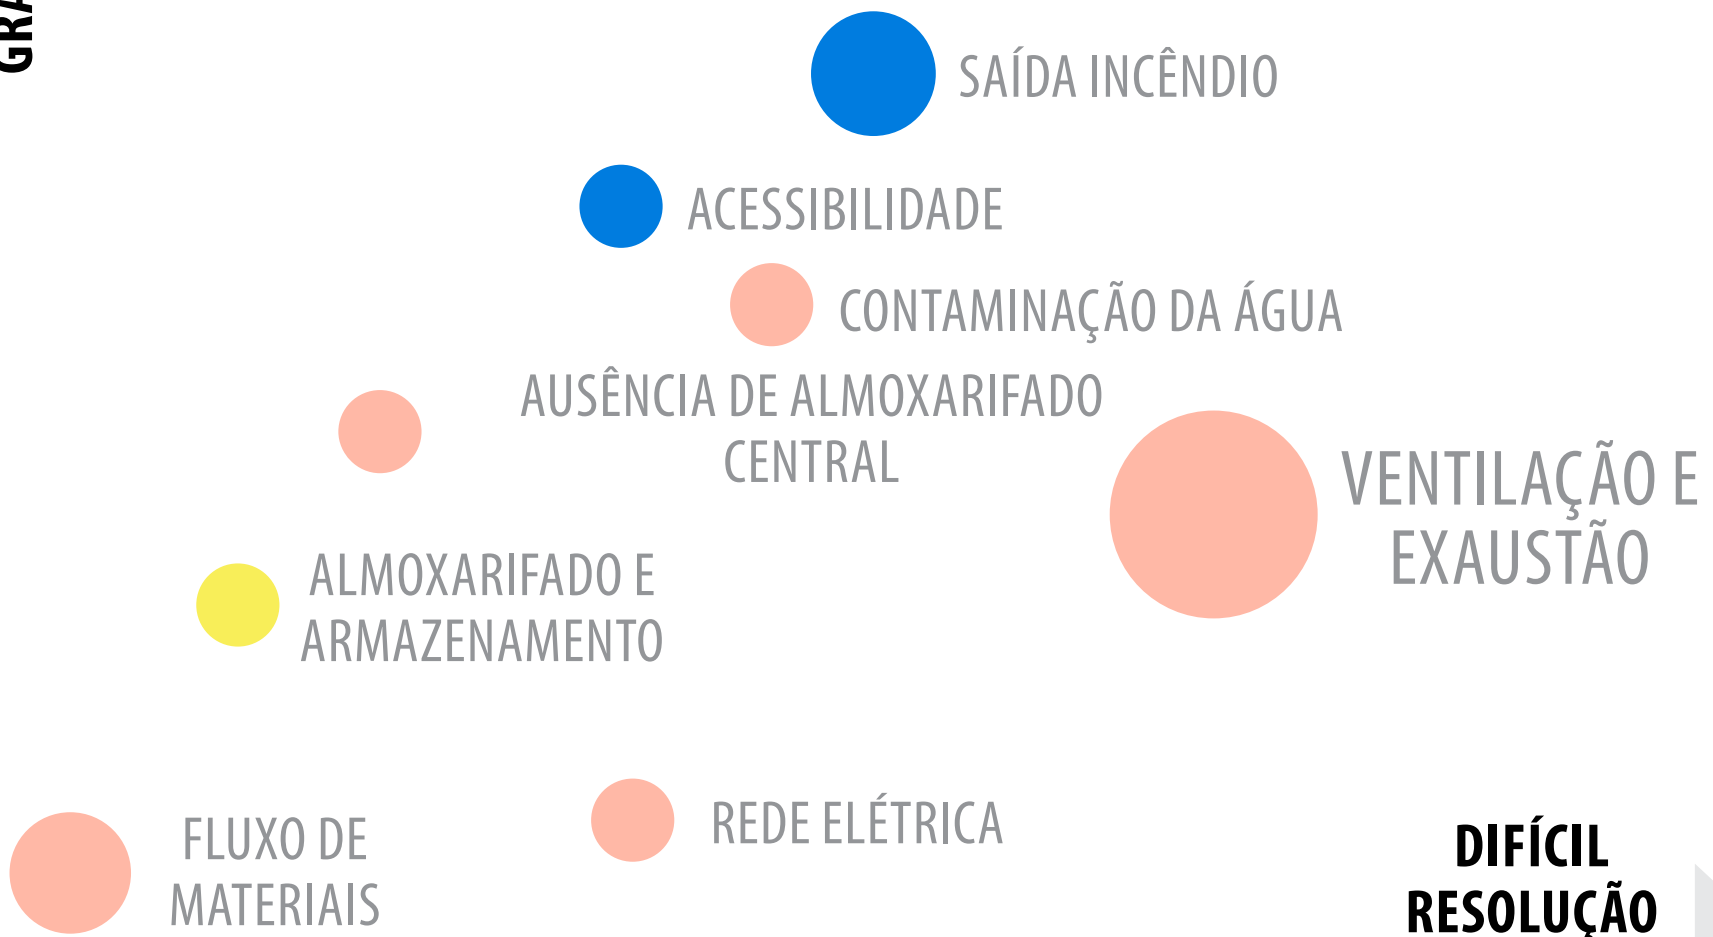 SAÍDA INCÊNDIO
ACESSIBILIDADE
CONTAMINAÇÃO DA ÁGUA
AUSÊNCIA DE ALMOXARIFADO
CENTRAL
VENTILAÇÃO E
EXAUSTÃO
ALMOXARIFADO E
ARMAZENAMENTO
REDE ELÉTRICA
FLUXO DE
MATERIAIS
DIFÍCIL
RESOLUÇÃO